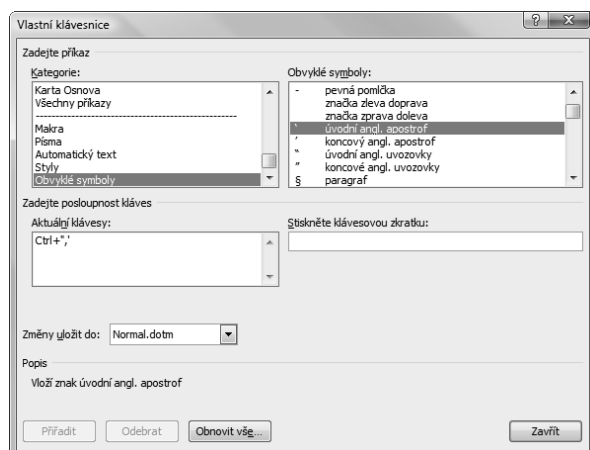 Vlastní klávesnice
Zadejte příkaz
Kategorie:
Karta Osnova
Všechny příkazy
Makra
Písma
Automatický text
Styly
Obvyklé symboly
Obvyklé symboly:
- pevná pomlčka
značka zleva doprava
značka zprava doleva
‘ úvodní angl. apostrof
’ koncový angl. apostrof
“ úvodní angl. uvozovky
” koncové angl. uvozovky
§ paragraf
Zadejte posloupnost kláves
Aktuální klávesy:
Ctrl+",'
Stiskněte klávesovou zkratku:
Změny uložit do: Normal.dotm
Popis
Vloží znak úvodní angl. apostrof
Přiřadit Odebrat Obnovit vše... Zavřít